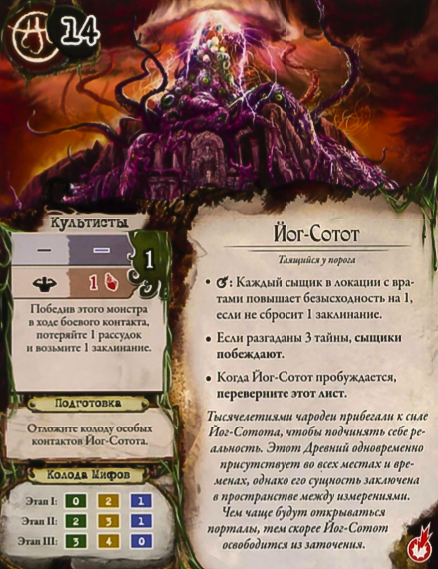 14
Культисты
— —
1
1
Победив этого монстра
в ходе боевого контакта,
потеряйте 1 рассудок
и возьмите 1 заклинание.
Подготовка
Отложите колоду особых
контактов Йог-Сотота.
Колода Мифов
Этап I: 0 2 1
Этап II: 2 3 1
Этап III: 3 4 0
Йог-Сотот
Таящийся у порога
• : Каждый сыщик в локации с вра-
тами повышает безысходность на 1,
если не сбросит 1 заклинание.
• Если разгаданы 3 тайны, сыщики
побеждают.
• Когда Йог-Сотот пробуждается,
переверните этот лист.
Тысячелетиями чародеи прибегали к силе
Йог-Сотота, чтобы подчинять себе ре-
альность. Этот Древний одновременно
присутствует во всех местах и вре-
менах, однако его сущность заключена
в пространстве между измерениями.
Чем чаще будут открываться
порталы, тем скорее Йог-Сотот
освободится из заточения.